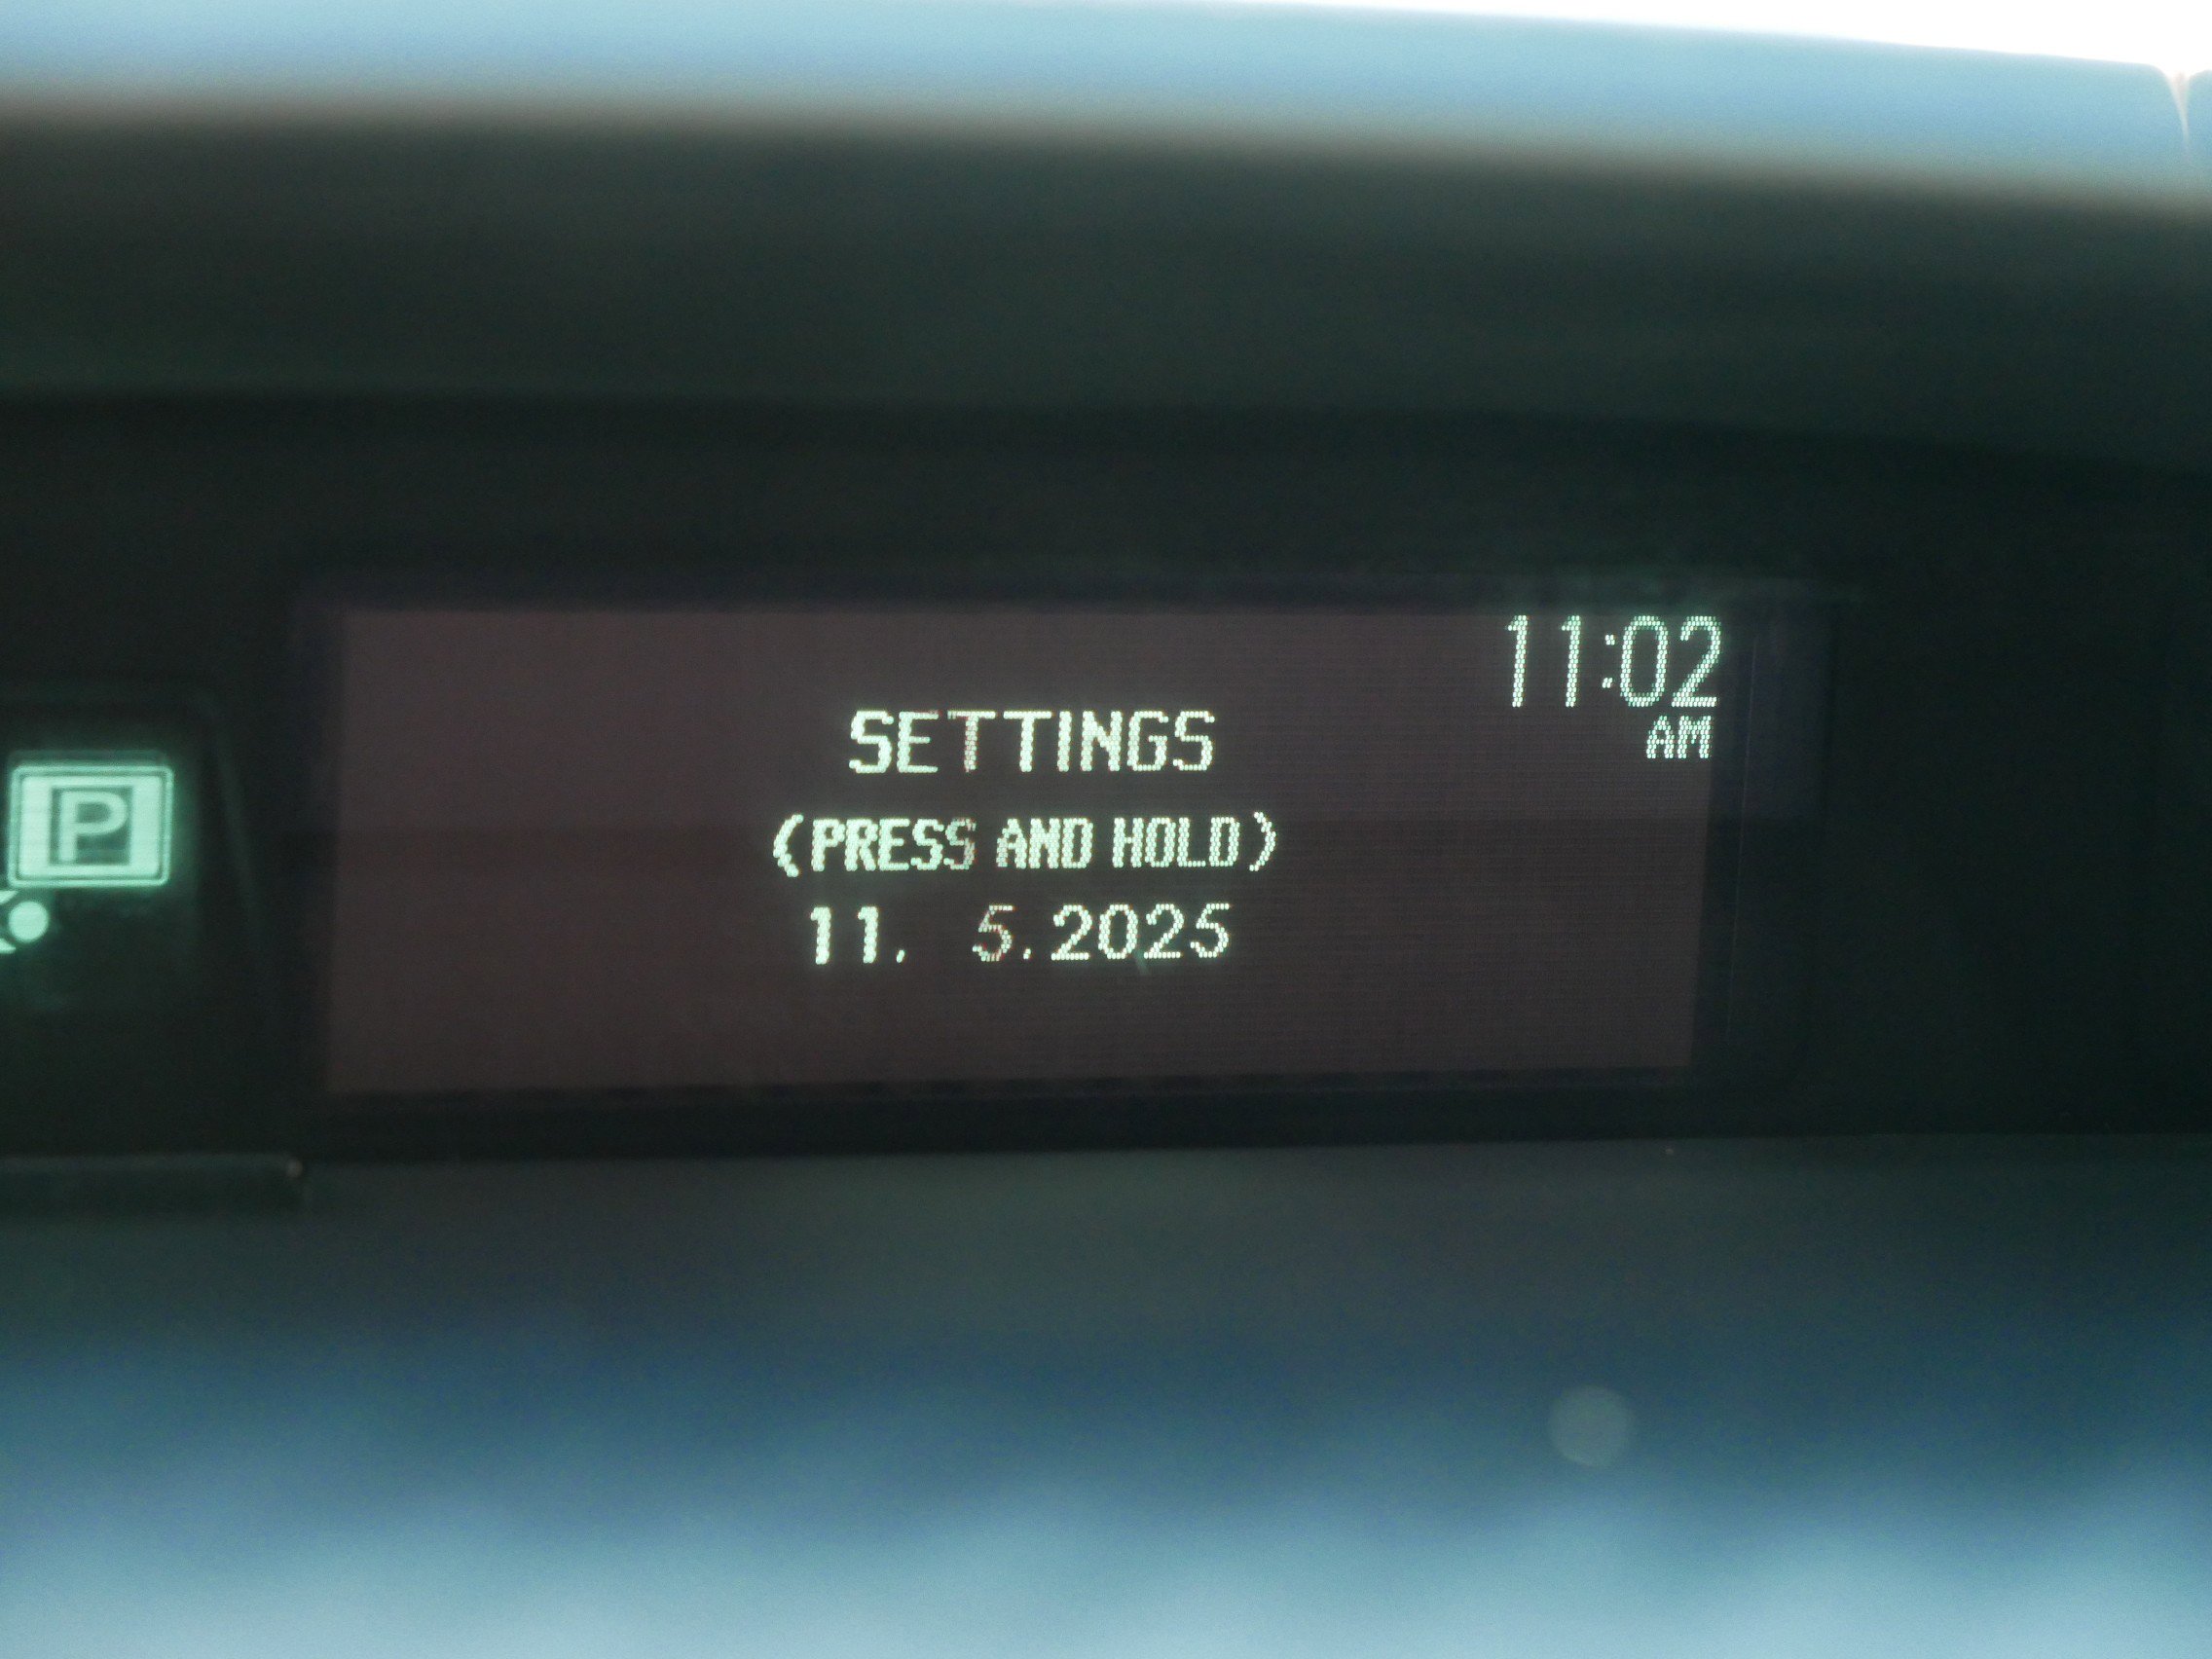 11:02
AM
SETTINGS
(PRESS AND HOLD)
11. 5.2025
P